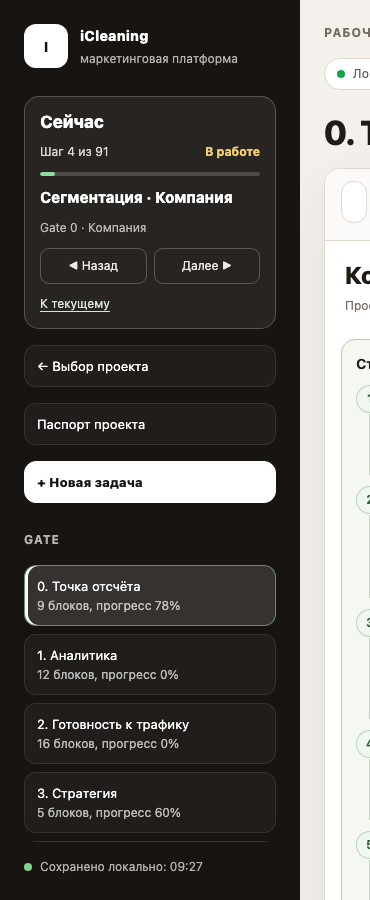 I
iCleaning
маркетинговая платформа
Сейчас
Шаг 4 из 91
В работе
Сегментация · Компания
Gate 0 · Компания
◀ Назад
Далее ▶
К текущему
← Выбор проекта
Паспорт проекта
+ Новая задача
GATE
0. Точка отсчёта
9 блоков, прогресс 78%
1. Аналитика
12 блоков, прогресс 0%
2. Готовность к трафику
16 блоков, прогресс 0%
3. Стратегия
5 блоков, прогресс 60%
Сохранено локально: 09:27
0.